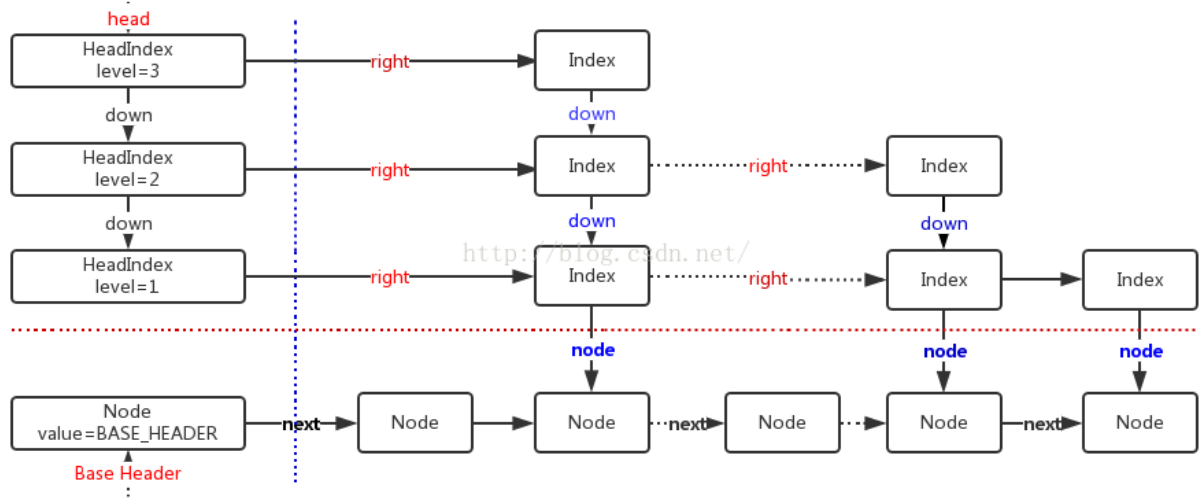 head
HeadIndex
level=3
right
Index
down
down
HeadIndex
level=2
right
Index
right
Index
down
down
down
http://blog.csdn.net/
HeadIndex
level=1
right
Index
right
Index
Index
node
node
node
Node
value=BASE_HEADER
next
Node
Node
next
Node
Node
next
Node
Base Header